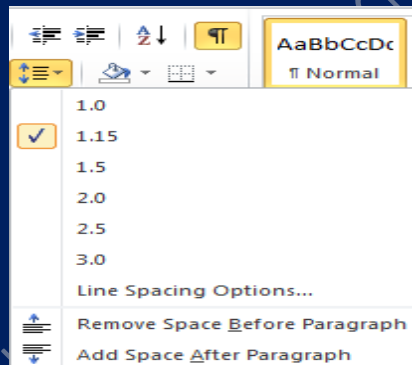 A
Z
¶
AaBbCcDc
¶ Normal
1.0
1.15
1.5
2.0
2.5
3.0
Line Spacing Options...
Remove Space Before Paragraph
Add Space After Paragraph